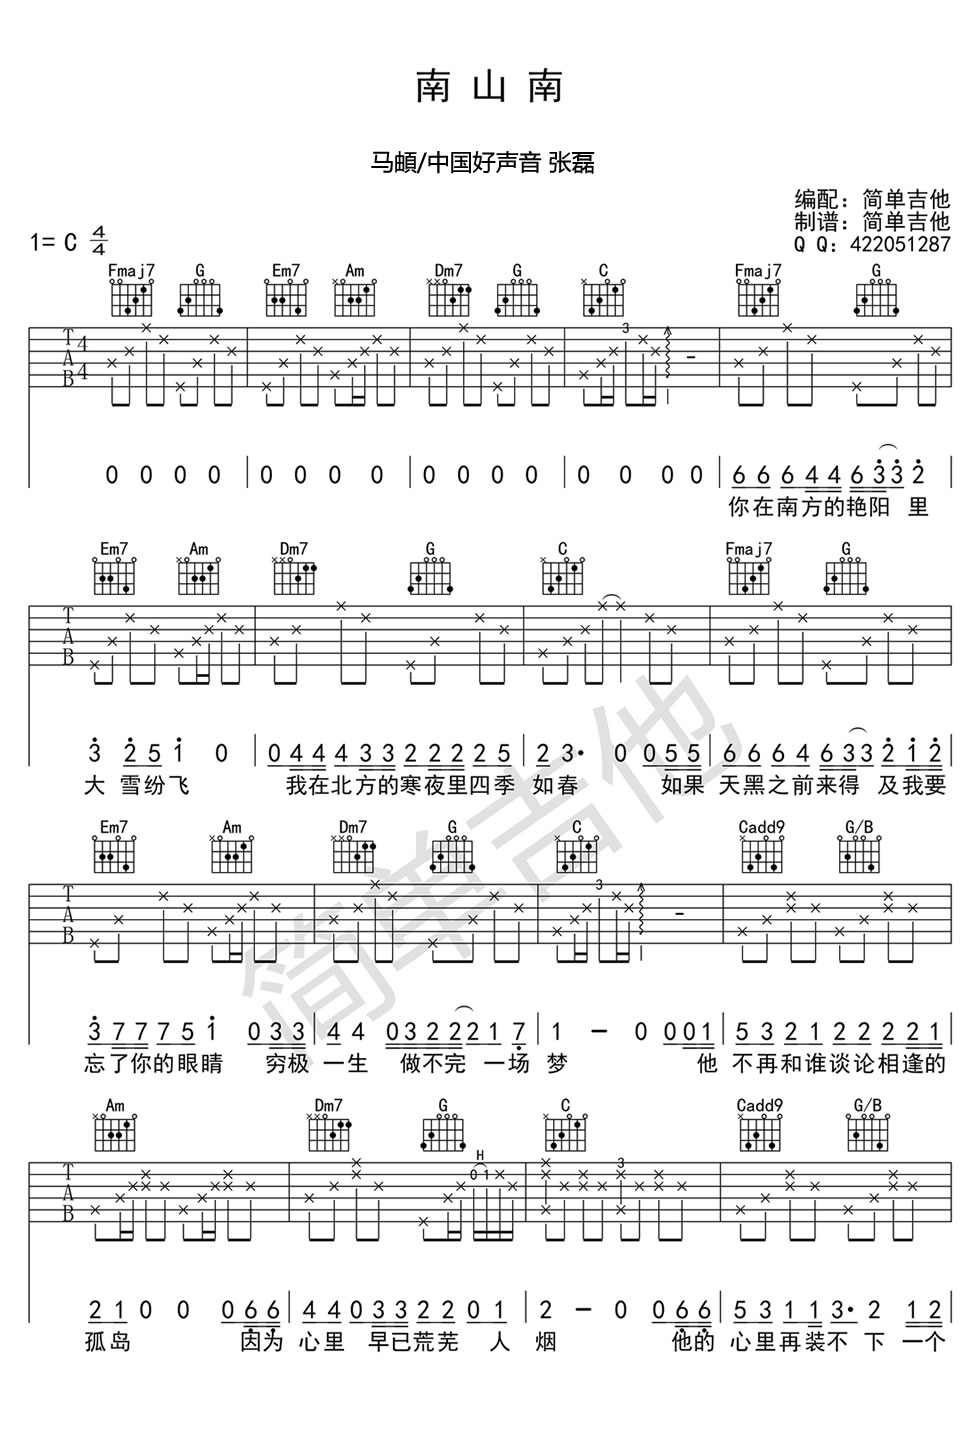 南 山 南
马頔/中国好声音 张磊
编配：简单吉他
制谱：简单吉他
1= C 4/4
Q Q：422051287
Fmaj7 G Em7 Am Dm7 G C Fmaj7 G
3
T A B 4 4
0 0 0 0 0 0 0 0 0 0 0 0 0 0 0 0 6 6 6 4 4 6 3 3 2
你在南方的艳阳 里
Em7 Am Dm7 G C Fmaj7 G
T A B
3 2 5 1 0 0 4 4 4 3 3 2 2 2 2 5 2 3· 0 0 0 5 5 6 6 6 4 6 3 3 2 1 2
大 雪纷飞 我在北方的寒夜里四季 如春 如果 天黑之前来得 及我要
Em7 Am Dm7 G C Cadd9 G/B
3
T A B
3 7 7 7 5 1 0 3 3 4 4 0 3 2 2 2 1 7 1 － 0 0 0 1 5 3 2 1 2 2 2 2 1
忘了你的眼睛 穷极 一生 做不完 一场 梦 他 不再和谁谈论相逢的
Am Dm7 G C Cadd9 G/B
H
0 1 3
T A B
2 1 0 0 0 6 6 4 4 0 3 3 2 2 0 1 2 － 0 0 6 6 5 3 1 1 3· 2 1 2
孤岛 因为 心里 早已荒芜 人 烟 他的 心里再装不 下 一个
简单吉他